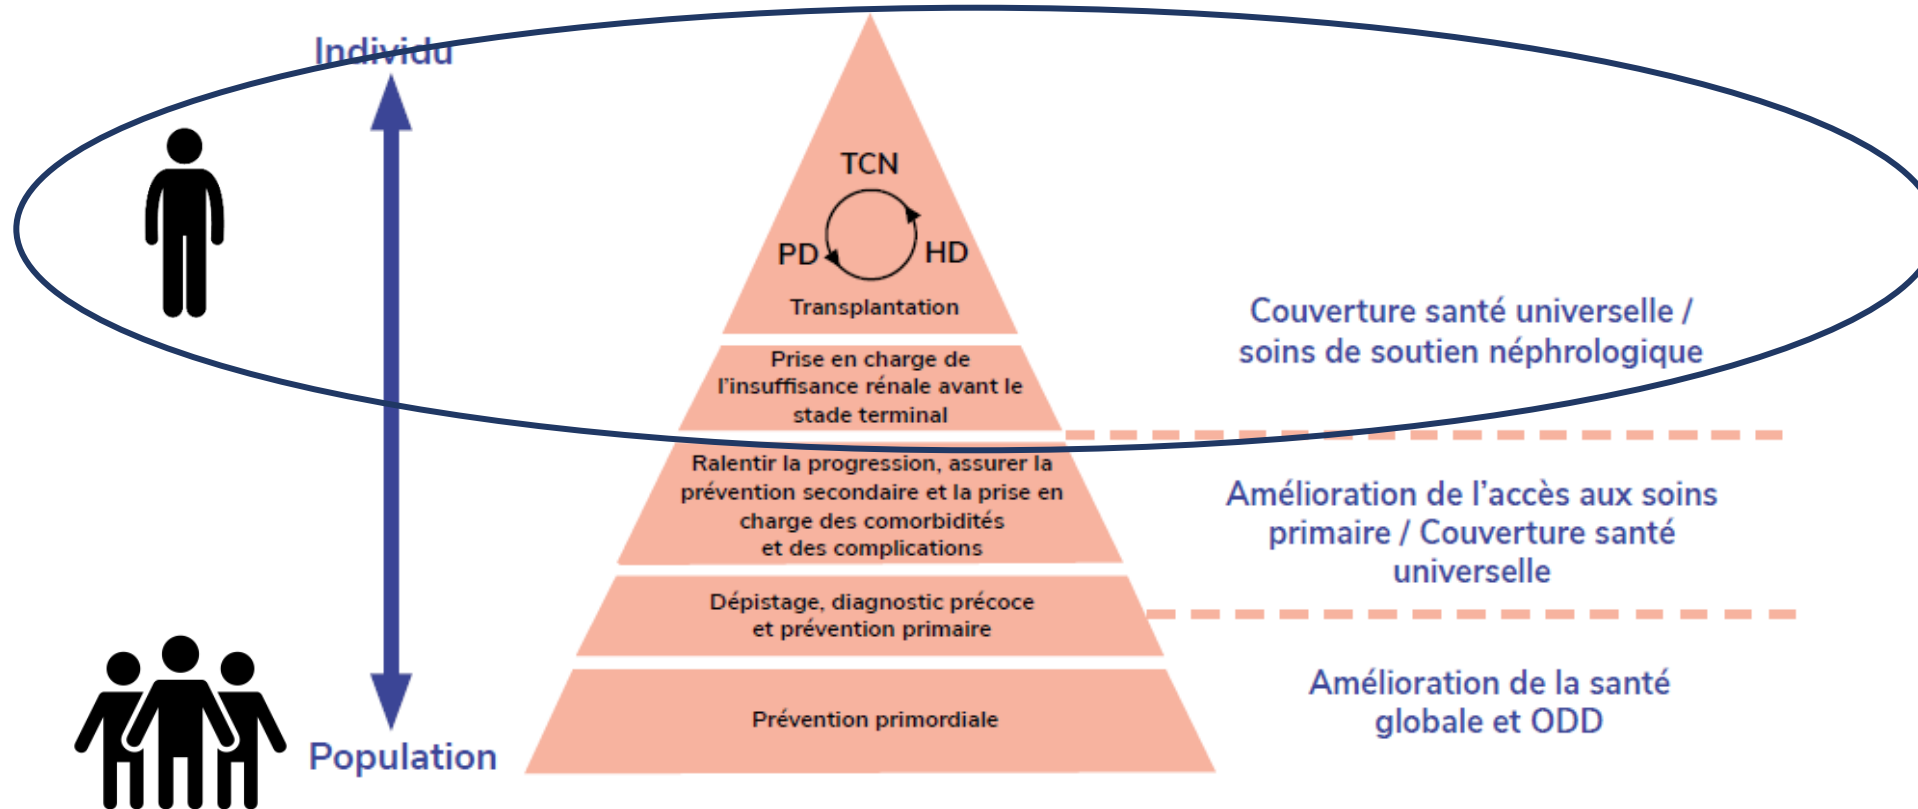 Individu
TCN
PD
HD
Transplantation
Prise en charge de
l'insuffisance rénale avant le
stade terminal
Couverture santé universelle /
soins de soutien néphrologique
Ralentir la progression, assurer la
prévention secondaire et la prise en
charge des comorbidités
et des complications
Amélioration de l'accès aux soins
primaire / Couverture santé
universelle
Dépistage, diagnostic précoce
et prévention primaire
Prévention primordiale
Amélioration de la santé
globale et ODD
Population